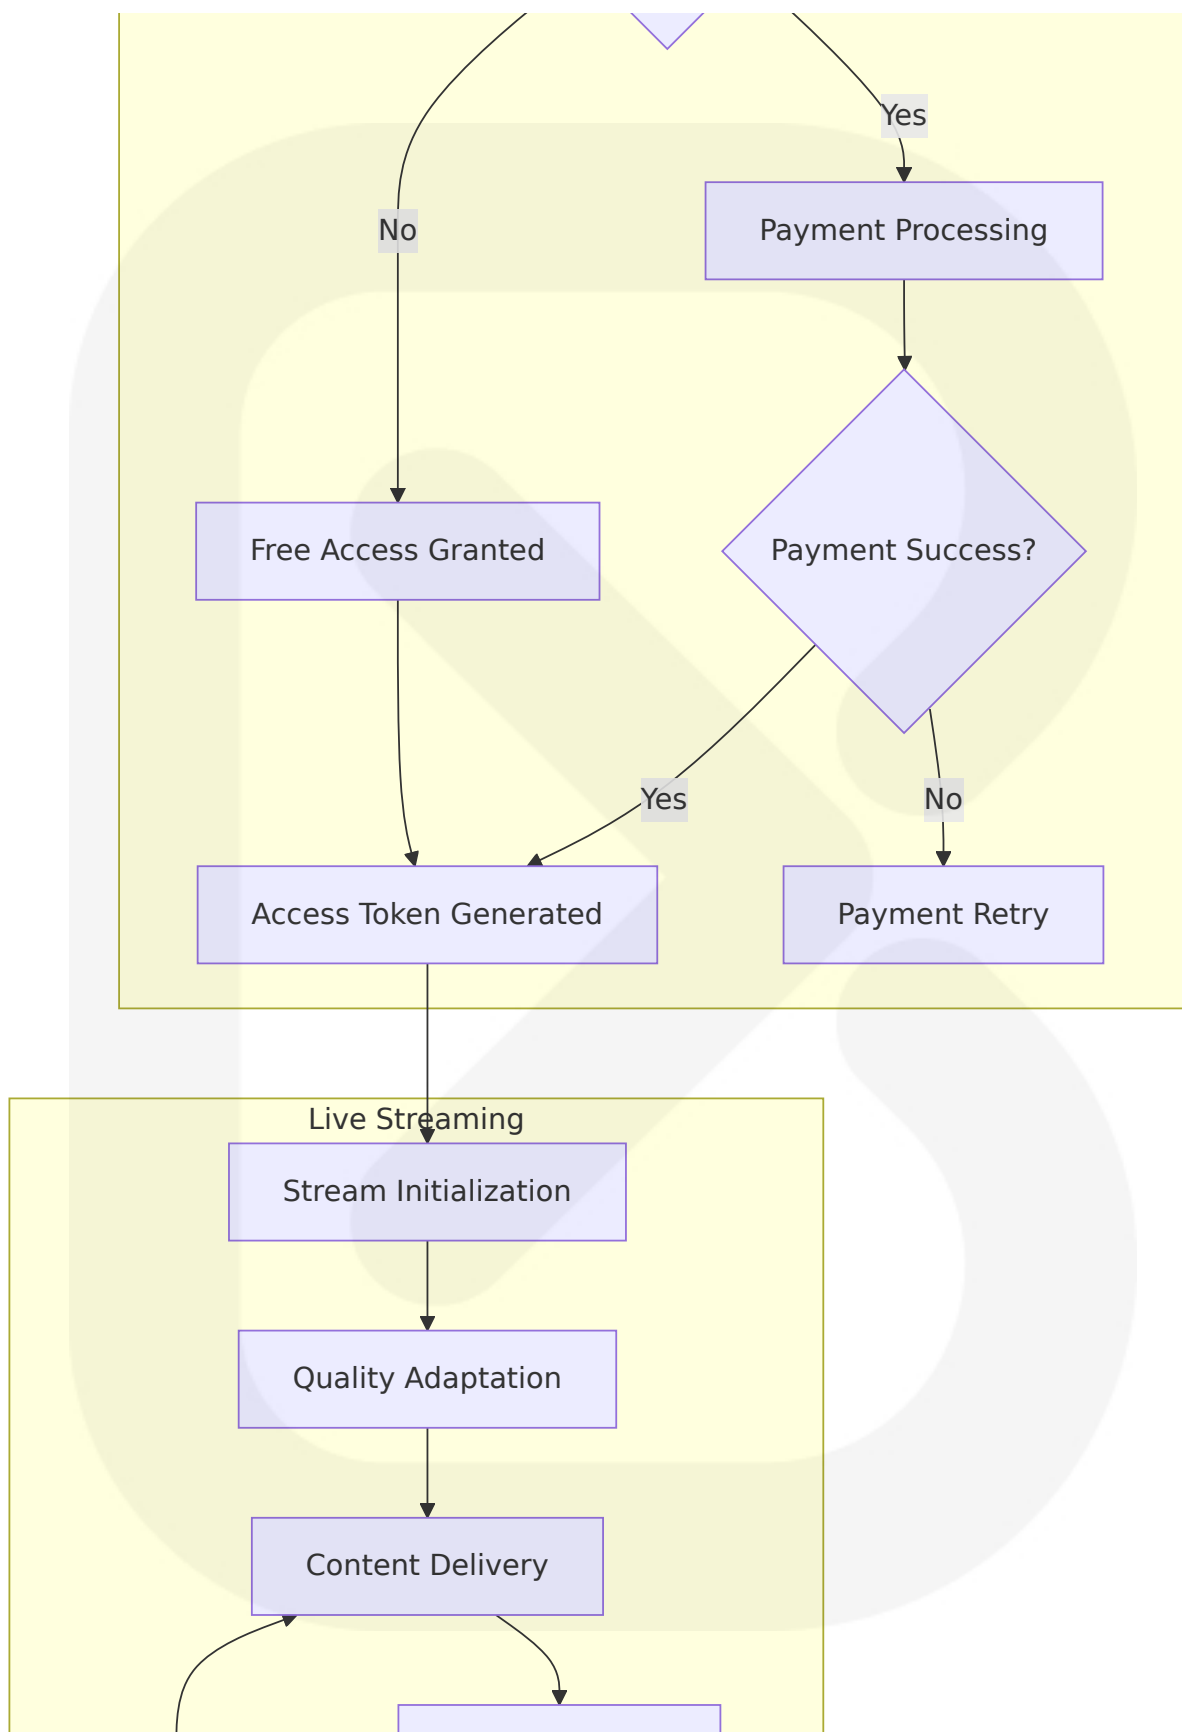 Yes
No
Payment Processing
Free Access Granted
Payment Success?
Yes
No
Access Token Generated
Payment Retry
Live Streaming
Stream Initialization
Quality Adaptation
Content Delivery